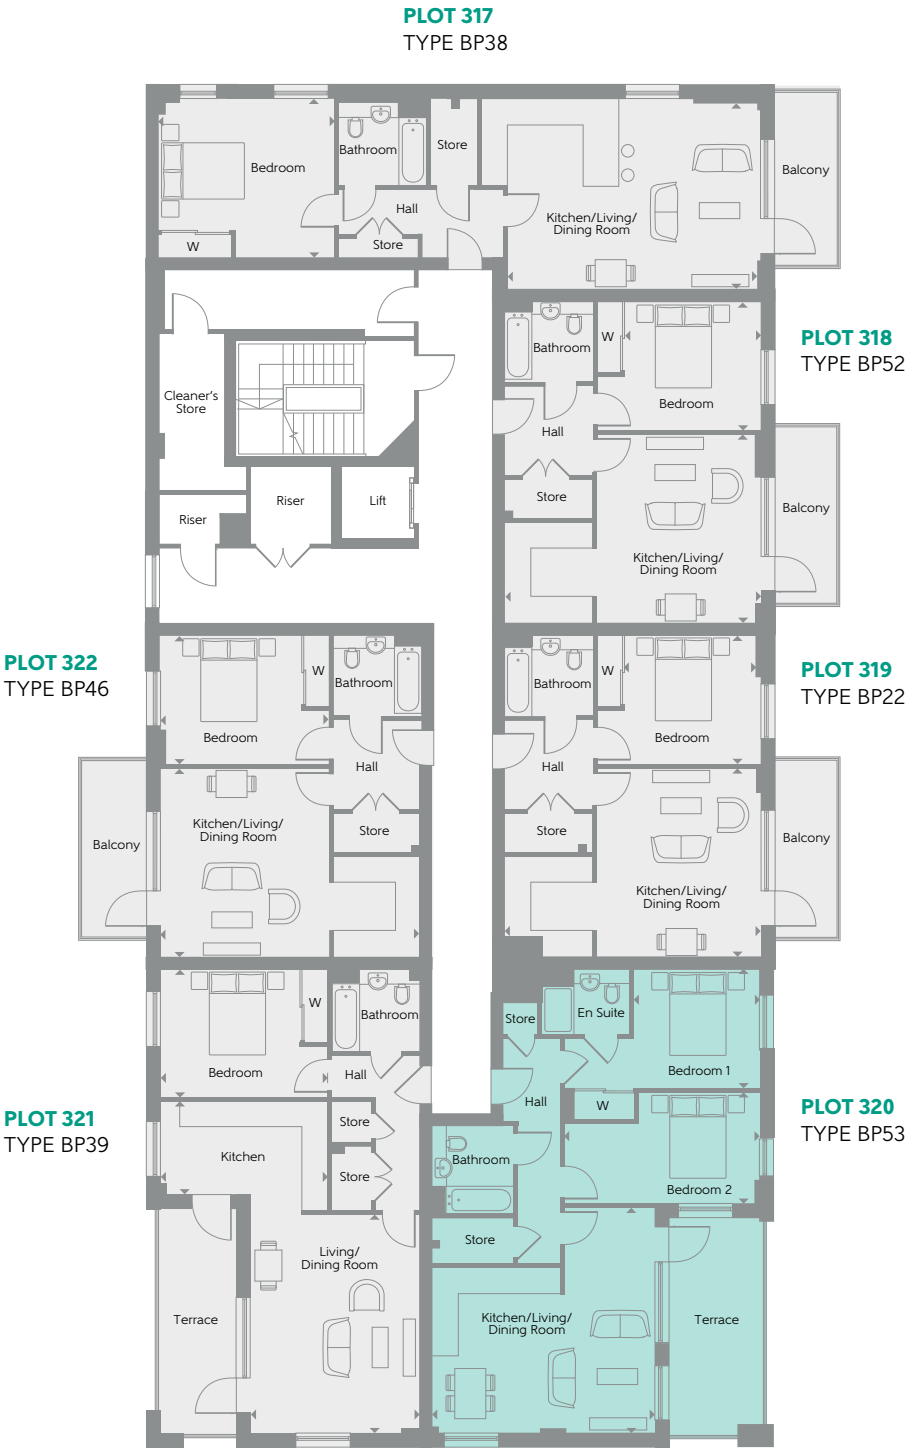 PLOT 317
TYPE BP38
Bedroom
Bathroom
Store
Hall
Store
W
Kitchen/Living/
Dining Room
Balcony
PLOT 318
TYPE BP52
Bathroom
W
Bedroom
Hall
Store
Kitchen/Living/
Dining Room
Balcony
Cleaner's
Store
Riser
Riser
Lift
PLOT 322
TYPE BP46
Bedroom
W
Bathroom
Hall
Store
Kitchen/Living/
Dining Room
Balcony
PLOT 319
TYPE BP22
Bathroom
W
Bedroom
Hall
Store
Kitchen/Living/
Dining Room
Balcony
PLOT 321
TYPE BP39
Bedroom
W
Bathroom
Hall
Store
Kitchen
Store
Living/
Dining Room
Terrace
PLOT 320
TYPE BP53
Store
En Suite
Bedroom 1
Hall
W
Bathroom
Bedroom 2
Store
Kitchen/Living/
Dining Room
Terrace